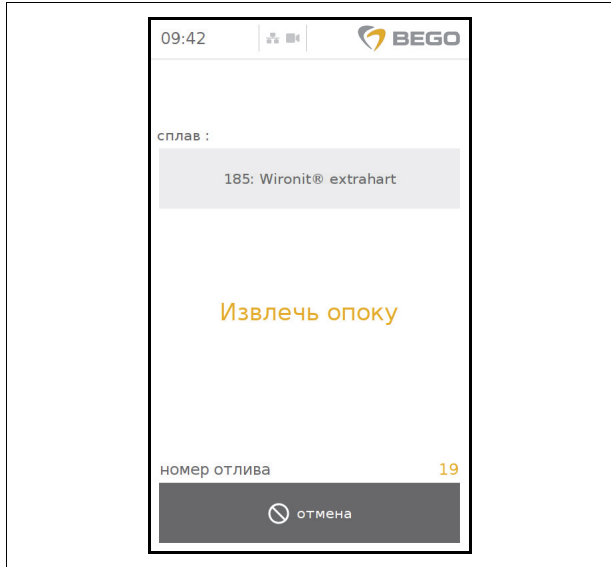 09:42 BEGO
сплав :
185: Wironit® extrahart
Извлечь опоку
номер отлива 19
отмена